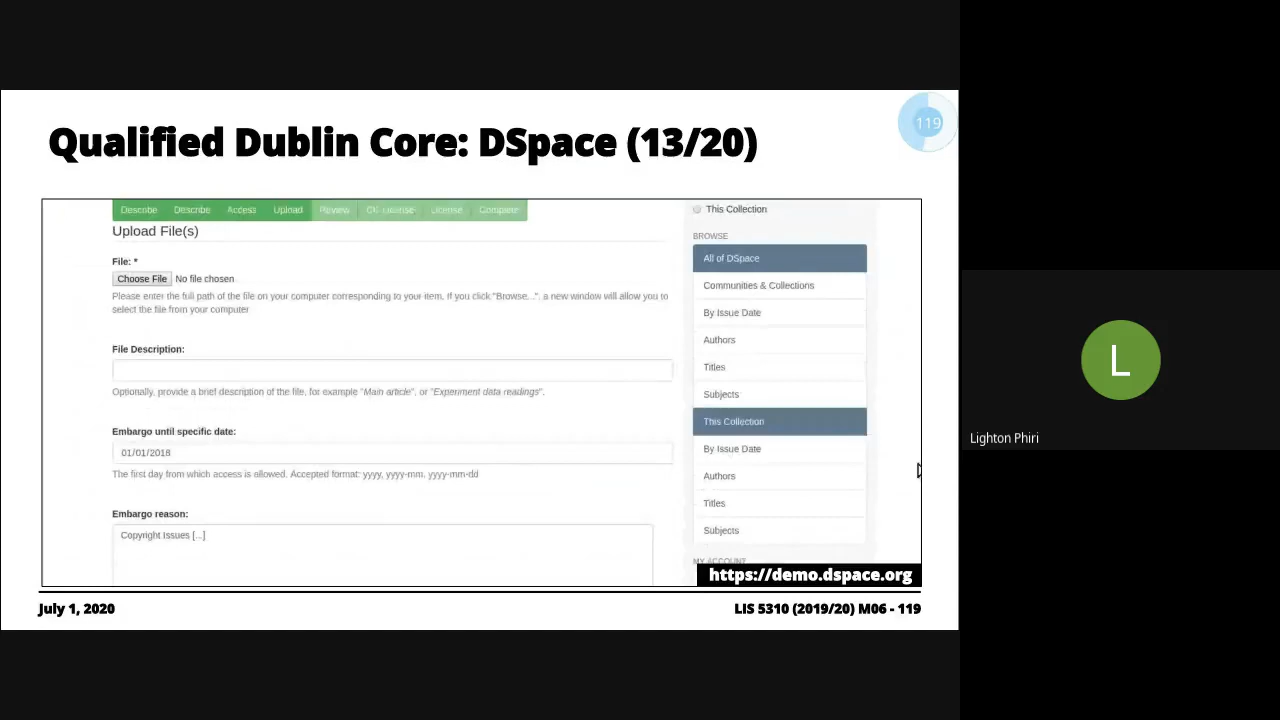 Qualified Dublin Core: DSpace (13/20)
119
Describe Describe Access Upload Review CC License License Complete
Upload File(s)
File: *
Choose File No file chosen
Please enter the full path of the file on your computer corresponding to your item. If you click "Browse...", a new window will allow you to
select the file from your computer
File Description:
Optionally, provide a brief description of the file, for example "Main article", or "Experiment data readings".
Embargo until specific date:
01/01/2018
The first day from which access is allowed. Accepted format: yyyy, yyyy-mm, yyyy-mm-dd
Embargo reason:
Copyright Issues [...]
This Collection
BROWSE
All of DSpace
Communities & Collections
By Issue Date
Authors
Titles
Subjects
This Collection
By Issue Date
Authors
Titles
Subjects
MY ACCOUNT
https://demo.dspace.org
July 1, 2020
LIS 5310 (2019/20) M06 - 119
L
Lighton Phiri